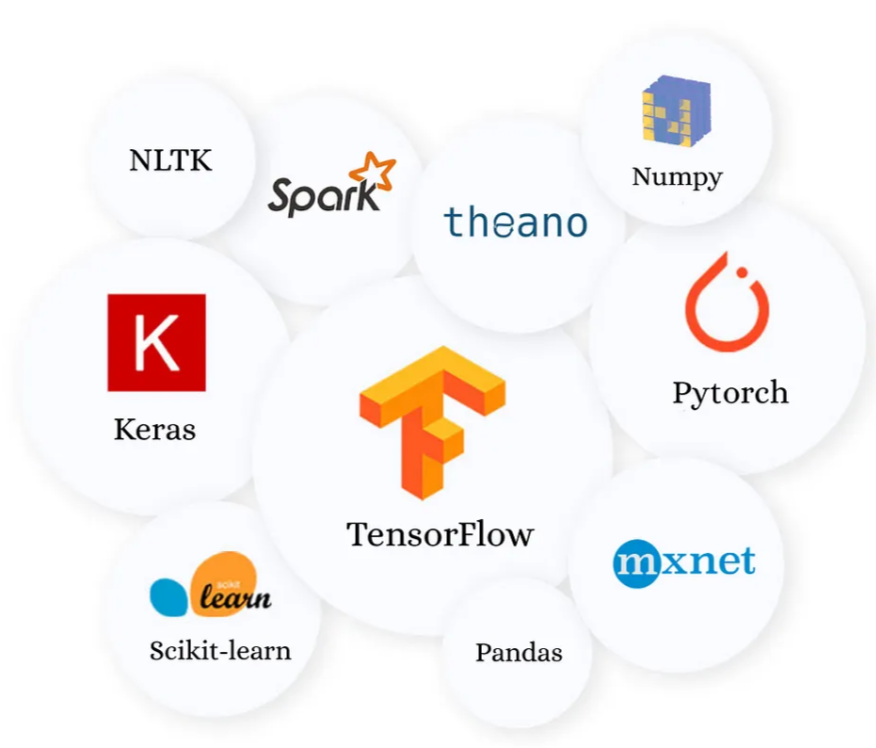 NLTK
Spark
theano
Numpy
K
Keras
TensorFlow
Pytorch
scikit
learn
Scikit-learn
Pandas
mxnet